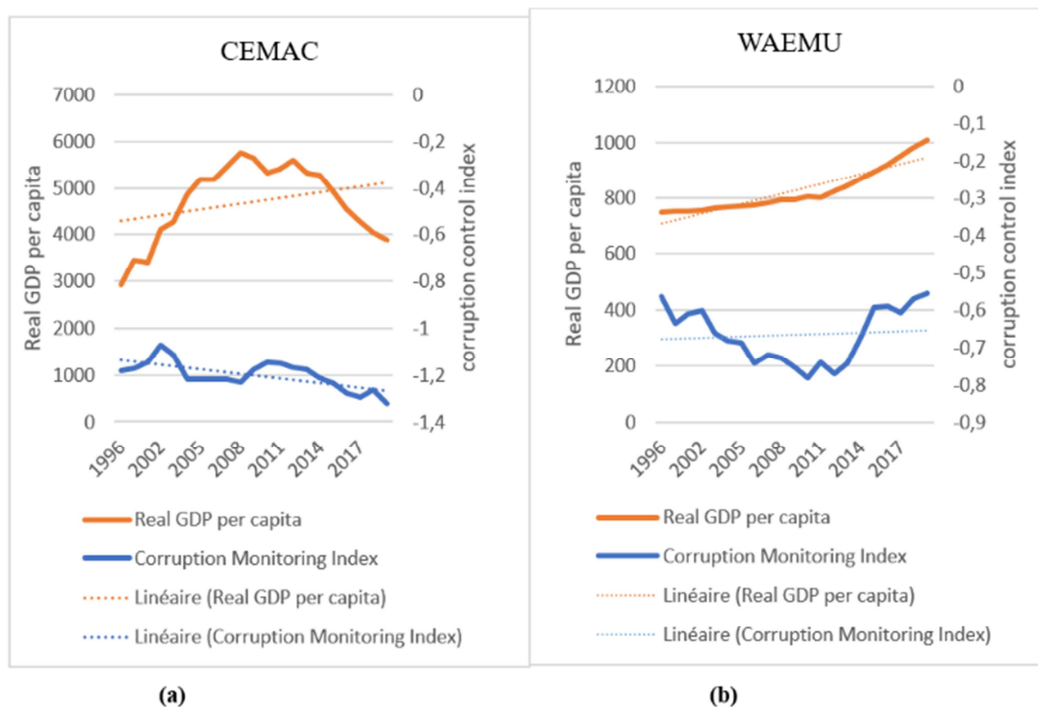 CEMAC
7000
6000
5000
4000
3000
2000
1000
0
Real GDP per capita
0
-0,2
-0,4
-0,6
-0,8
-1
-1,2
-1,4
corruption control index
1996
2002
2005
2008
2011
2014
2017
Real GDP per capita
Corruption Monitoring Index
Linéaire (Real GDP per capita)
Linéaire (Corruption Monitoring Index)
(a)
WAEMU
1200
1000
800
600
400
200
0
Real GDP per capita
0
-0,1
-0,2
-0,3
-0,4
-0,5
-0,6
-0,7
-0,8
-0,9
corruption control index
1996
2002
2005
2008
2011
2014
2017
Real GDP per capita
Corruption Monitoring Index
Linéaire (Real GDP per capita)
Linéaire (Corruption Monitoring Index)
(b)